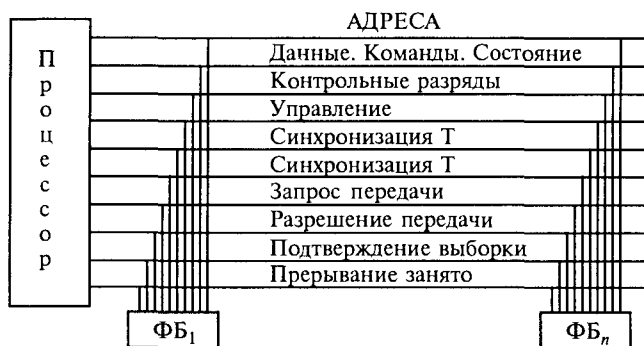 АДРЕСА
Процессор
Данные. Команды. Состояние
Контрольные разряды
Управление
Синхронизация Т
Синхронизация Т
Запрос передачи
Разрешение передачи
Подтверждение выборки
Прерывание занято
ФБ₁
ФБₙ